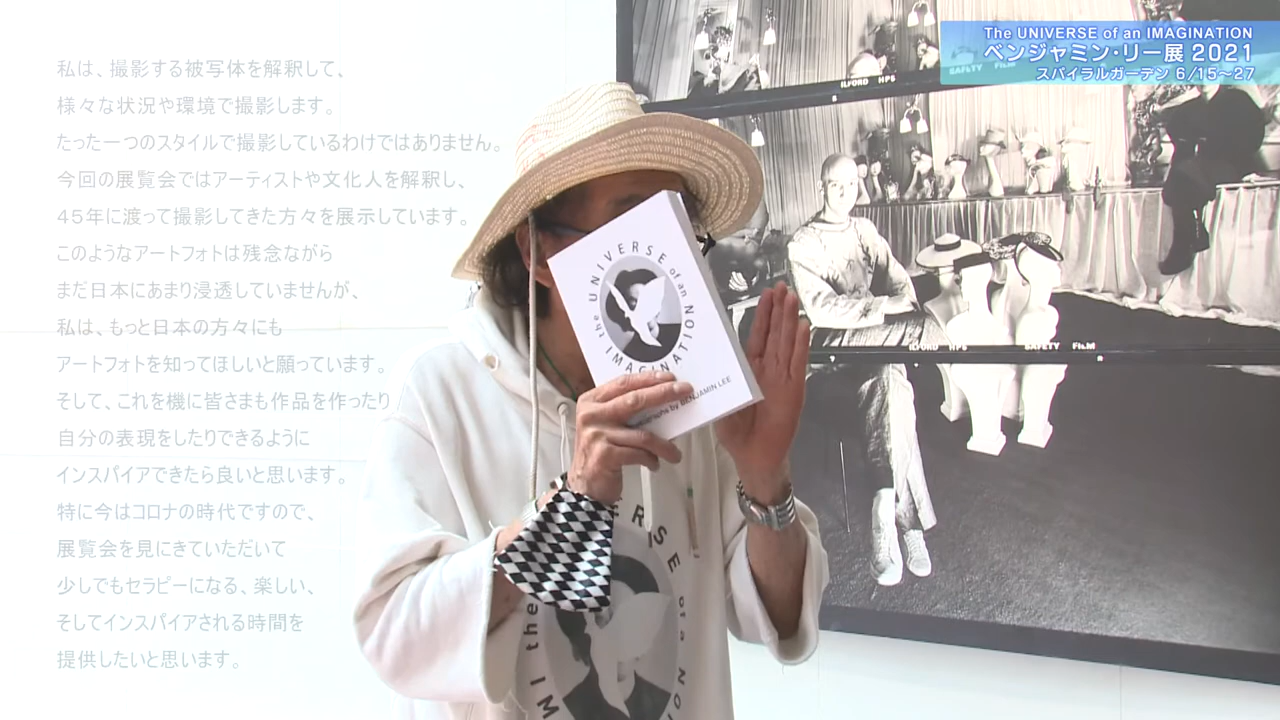 The UNIVERSE of an IMAGINATION
ベンジャミン・リー展 2021
スパイラルガーデン 6/15〜27
私は、撮影する被写体を解釈して、
様々な状況や環境で撮影します。
たった一つのスタイルで撮影しているわけではありません。
今回の展覧会ではアーティストや文化人を解釈し、
45年に渡って撮影してきた方々を展示しています。
このようなアートフォトは残念ながら
まだ日本にあまり浸透していませんが、
私は、もっと日本の方々にも
アートフォトを知ってほしいと願っています。
そして、これを機に皆さまも作品を作ったり
自分の表現をしたりできるように
インスパイアできたら良いと思います。
特に今はコロナの時代ですので、
展覧会を見にきていただいて
少しでもセラピーになる、楽しい、
そしてインスパイアされる時間を
提供したいと思います。
the UNIVERSE of an IMAGINATION
by BENJAMIN LEE
ILFORD HP5
SAFETY FILM
8
ILFORD HP5 SAFETY FILM
the